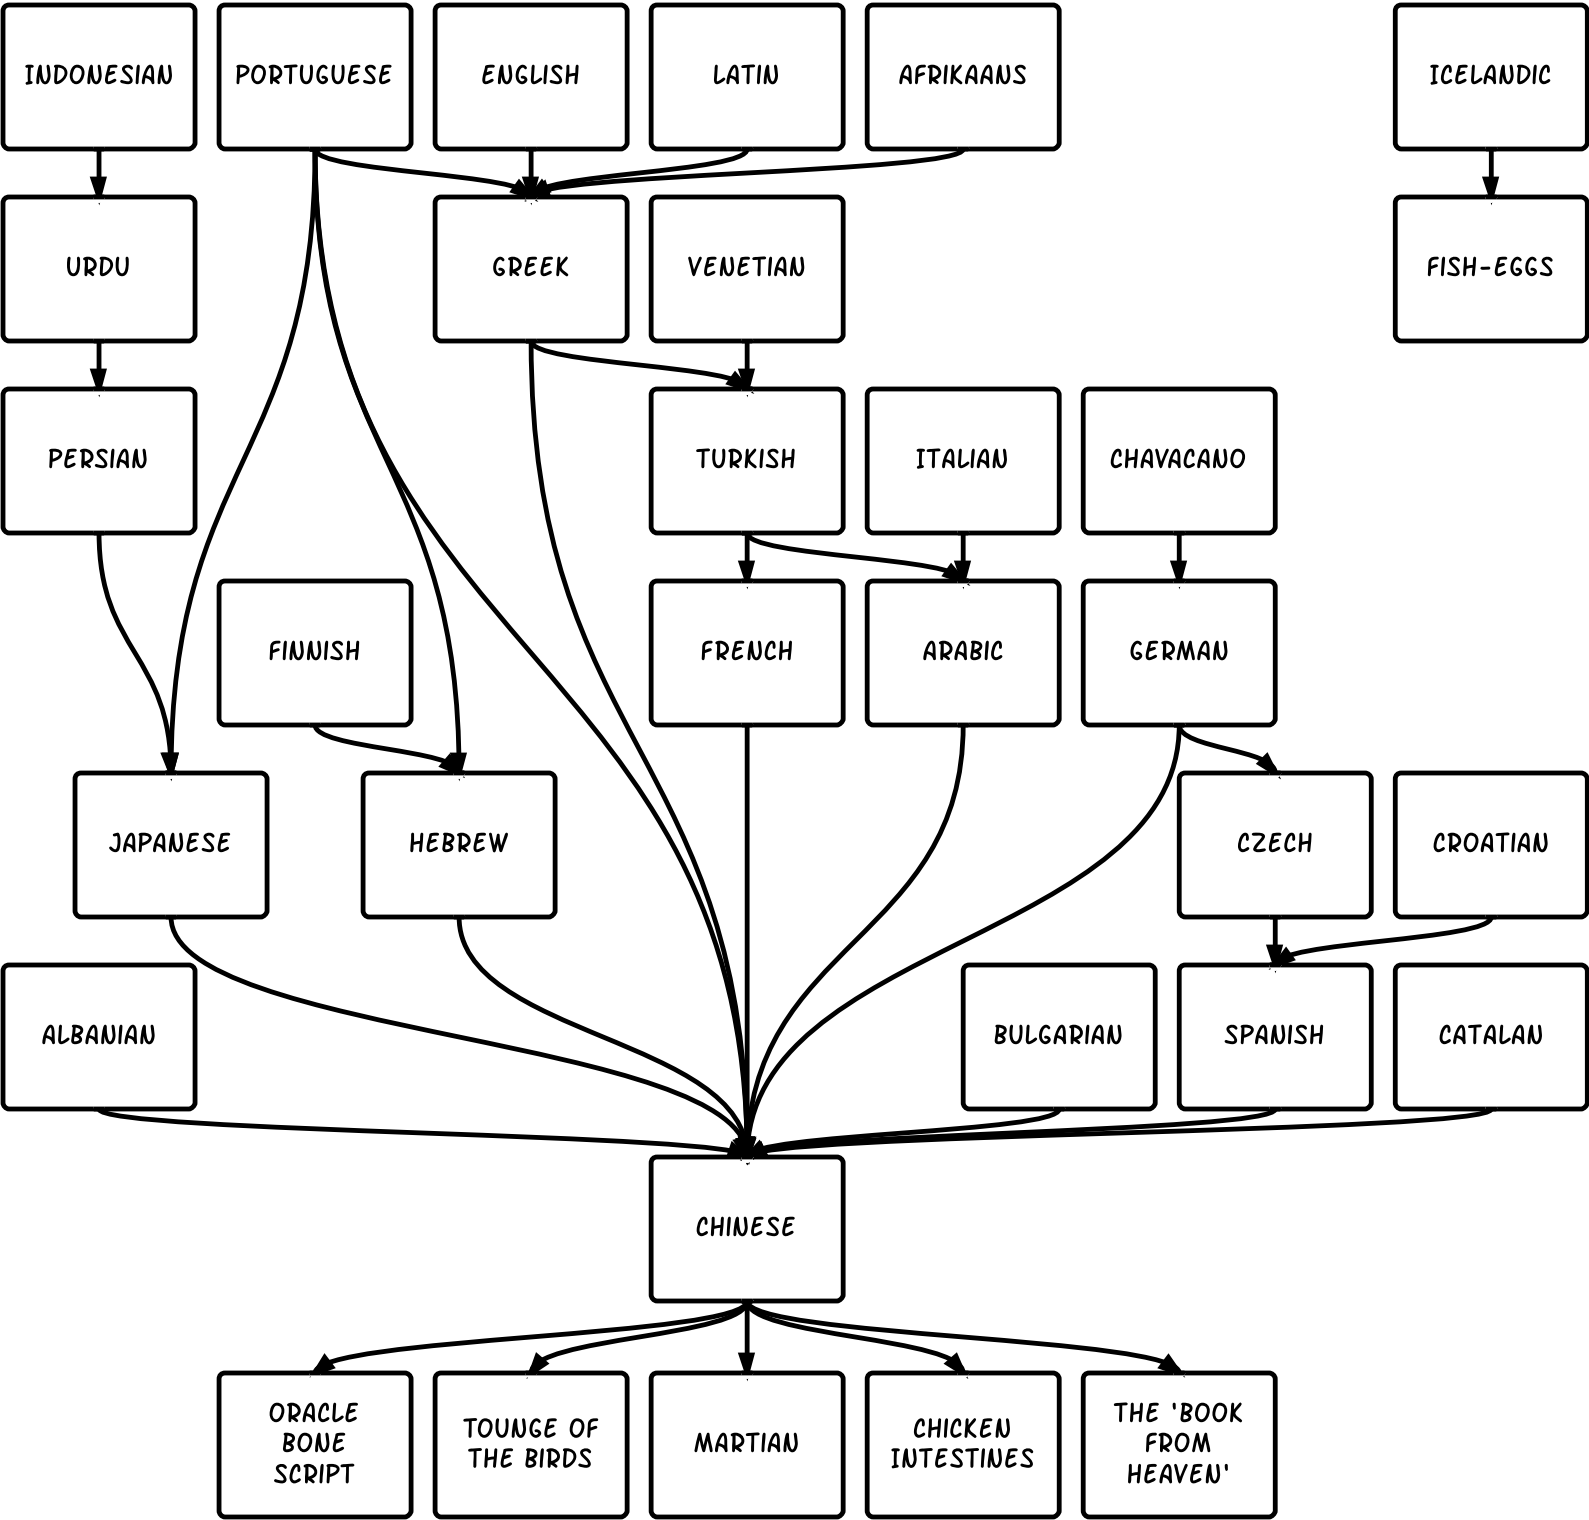 INDONESIAN
PORTUGUESE
ENGLISH
LATIN
AFRIKAANS
ICELANDIC
URDU
GREEK
VENETIAN
FISH-EGGS
PERSIAN
TURKISH
ITALIAN
CHAVACANO
FINNISH
FRENCH
ARABIC
GERMAN
JAPANESE
HEBREW
CZECH
CROATIAN
ALBANIAN
BULGARIAN
SPANISH
CATALAN
CHINESE
ORACLE
BONE
SCRIPT
TOUNGE OF
THE BIRDS
MARTIAN
CHICKEN
INTESTINES
THE 'BOOK
FROM
HEAVEN'